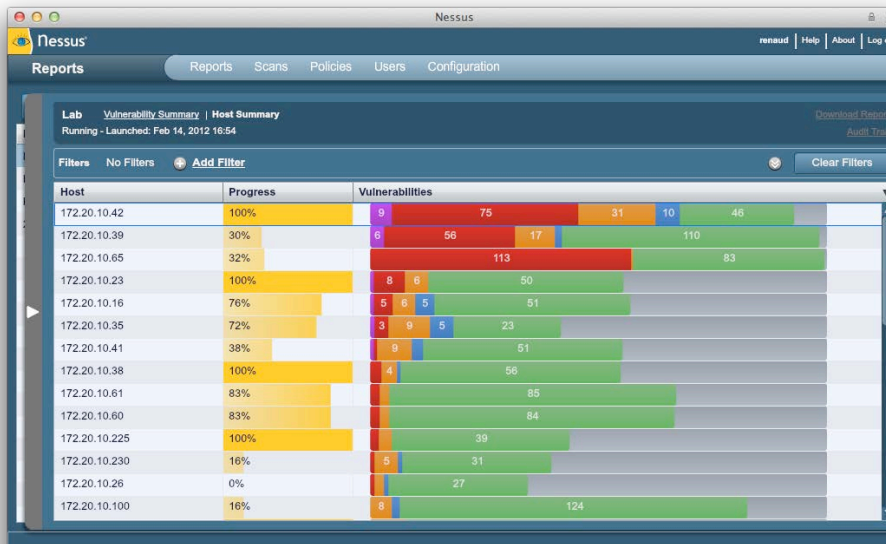 Nessus
Nessus
renaud | Help | About | Log
Reports
Reports Scans Policies Users Configuration
Lab Vulnerability Summary | Host Summary
Download Repor
Running - Launched: Feb 14, 2012 16:54
Audit Tra
Filters No Filters Add Filter Clear Filters
Host Progress Vulnerabilities
172.20.10.42 100% 9 75 31 10 46
172.20.10.39 30% 6 56 17 110
172.20.10.65 32% 113 83
172.20.10.23 100% 8 6 50
172.20.10.16 76% 5 6 5 51
172.20.10.35 72% 3 9 5 23
172.20.10.41 38% 9 51
172.20.10.38 100% 4 56
172.20.10.61 83% 85
172.20.10.60 83% 84
172.20.10.225 100% 39
172.20.10.230 16% 5 31
172.20.10.26 0% 27
172.20.10.100 16% 8 124